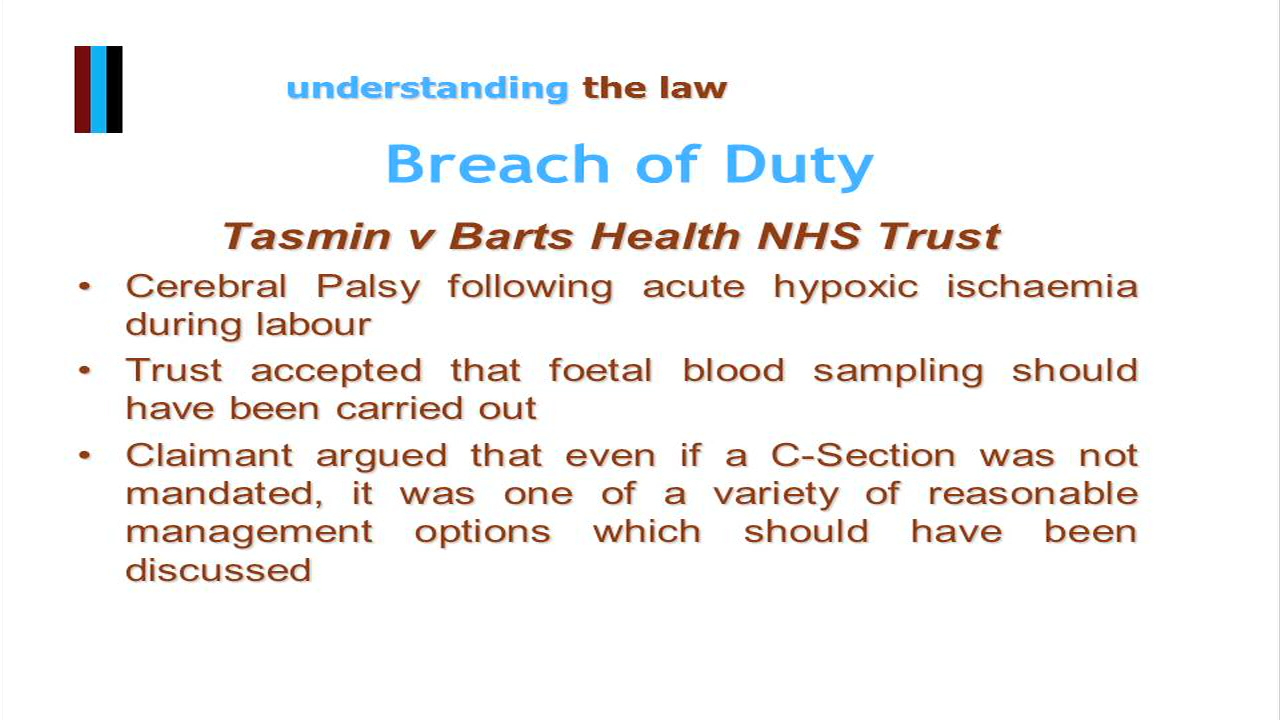 understanding the law
Breach of Duty
Tasmin v Barts Health NHS Trust
• Cerebral Palsy following acute hypoxic ischaemia
during labour
• Trust accepted that foetal blood sampling should
have been carried out
• Claimant argued that even if a C-Section was not
mandated, it was one of a variety of reasonable
management options which should have been
discussed